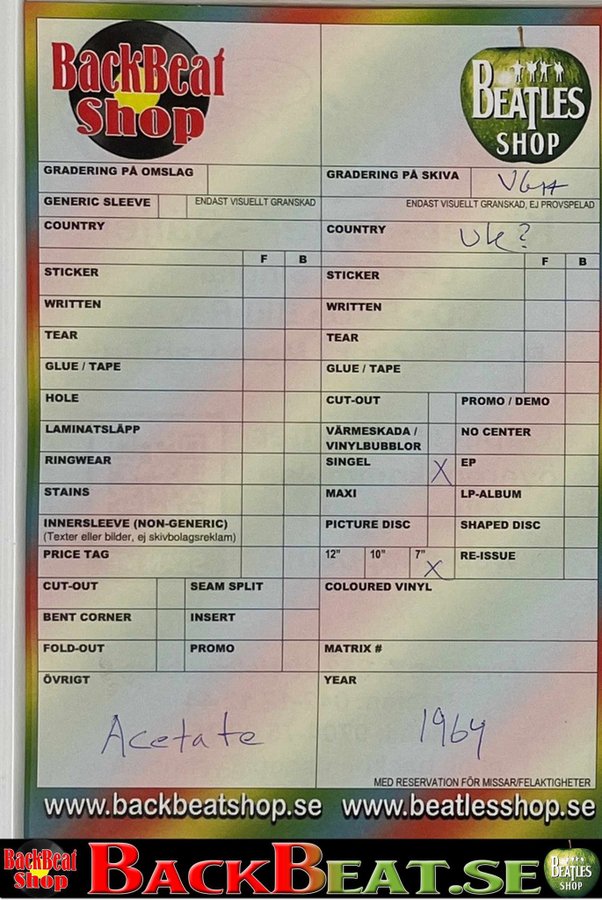 BackBeat
Shop
BEATLES
SHOP
GRADERING PÅ OMSLAG
GRADERING PÅ SKIVA VG++
GENERIC SLEEVE ENDAST VISUELLT GRANSKAD
ENDAST VISUELLT GRANSKAD, EJ PROVSPELAD
COUNTRY
COUNTRY UK?
F B
F B
STICKER
STICKER
WRITTEN
WRITTEN
TEAR
TEAR
GLUE / TAPE
GLUE / TAPE
HOLE
CUT-OUT PROMO / DEMO
LAMINATSLÄPP
VÄRMESKADA /
VINYLBUBBLOR
NO CENTER
RINGWEAR
SINGEL X EP
STAINS
MAXI LP-ALBUM
INNERSLEEVE (NON-GENERIC)
(Texter eller bilder, ej skivbolagsreklam)
PICTURE DISC SHAPED DISC
PRICE TAG
12" 10" 7" X RE-ISSUE
CUT-OUT SEAM SPLIT
COLOURED VINYL
BENT CORNER INSERT
FOLD-OUT PROMO
MATRIX #
ÖVRIGT
YEAR
Acetate
1964
MED RESERVATION FÖR MISSAR/FELAKTIGHETER
www.backbeatshop.se www.beatlesshop.se
BackBeat
Shop
BACKBEAT.SE
BEATLES
SHOP